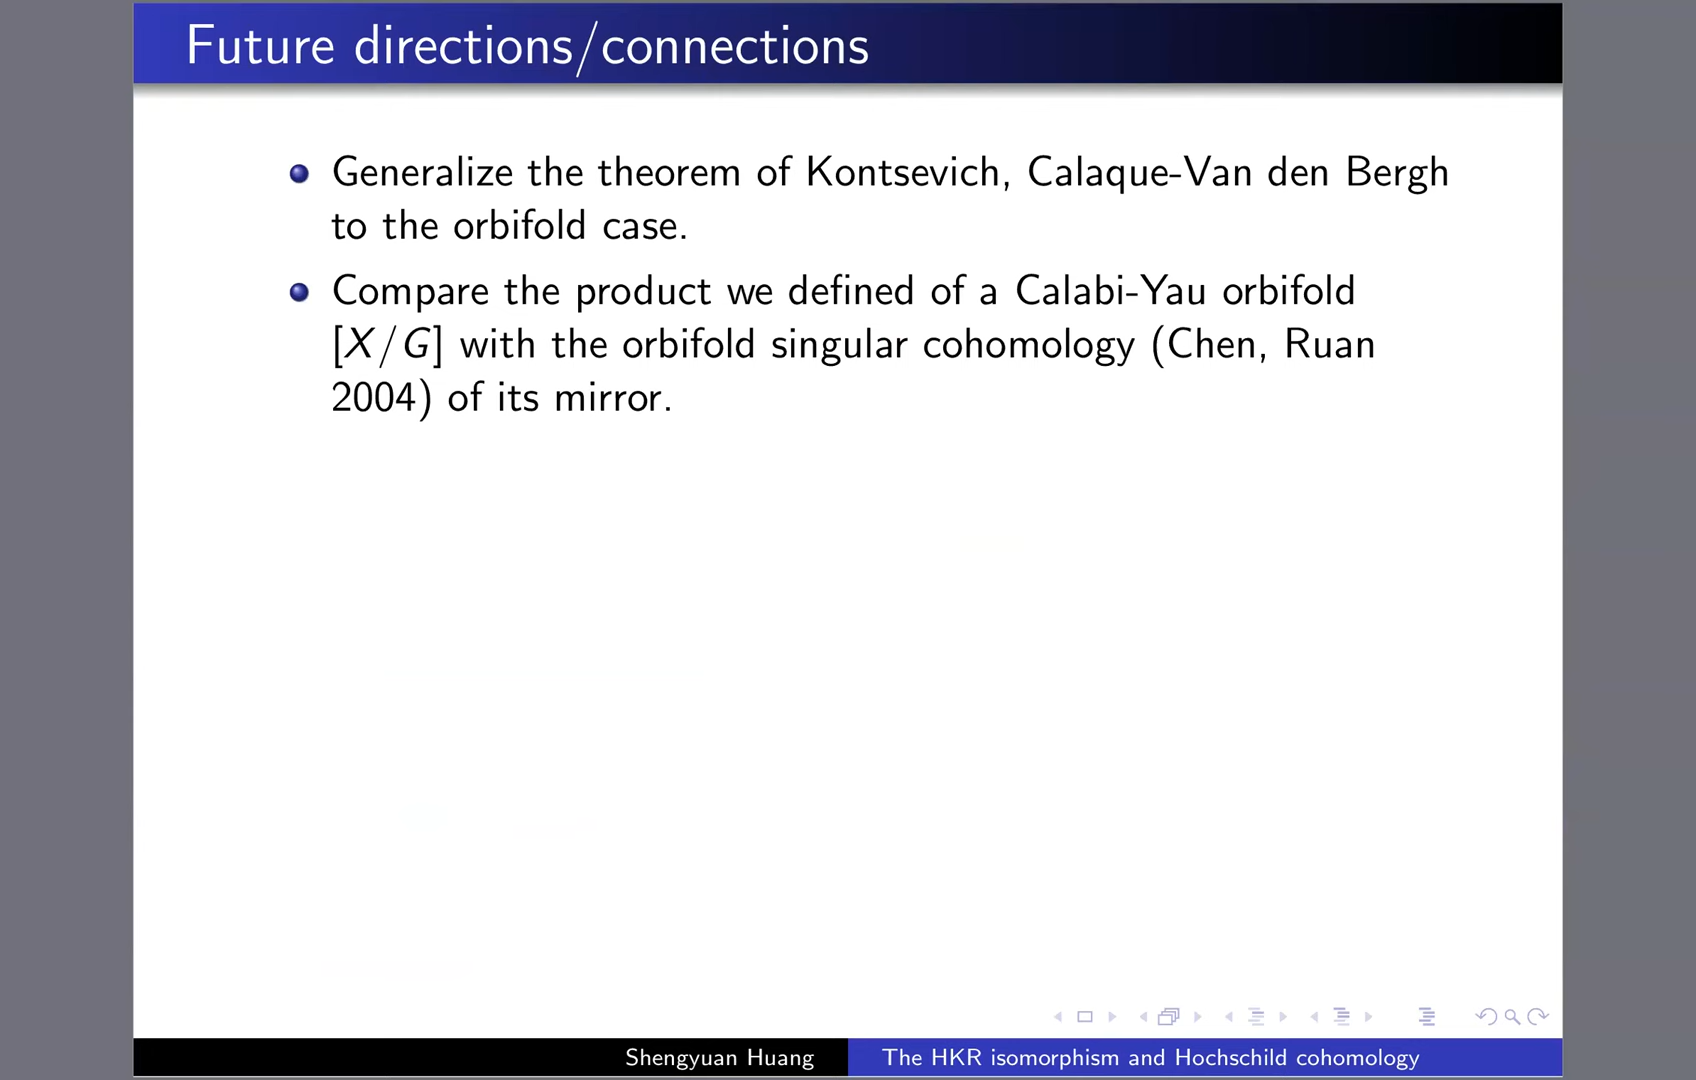 Future directions/connections
Generalize the theorem of Kontsevich, Calaque-Van den Bergh
to the orbifold case.
Compare the product we defined of a Calabi-Yau orbifold
[X/G] with the orbifold singular cohomology (Chen, Ruan
2004) of its mirror.
Shengyuan Huang
The HKR isomorphism and Hochschild cohomology